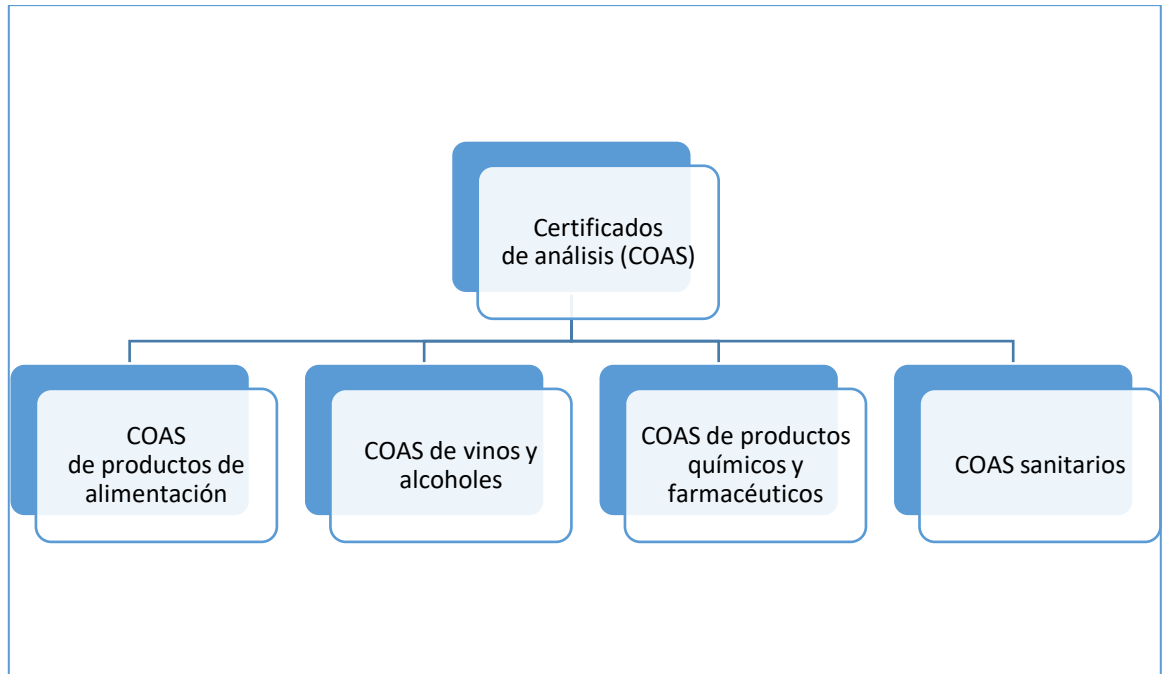 Certificados
de análisis (COAS)
COAS
de productos de
alimentación
COAS de vinos y
alcoholes
COAS de productos
químicos y
farmacéuticos
COAS sanitarios